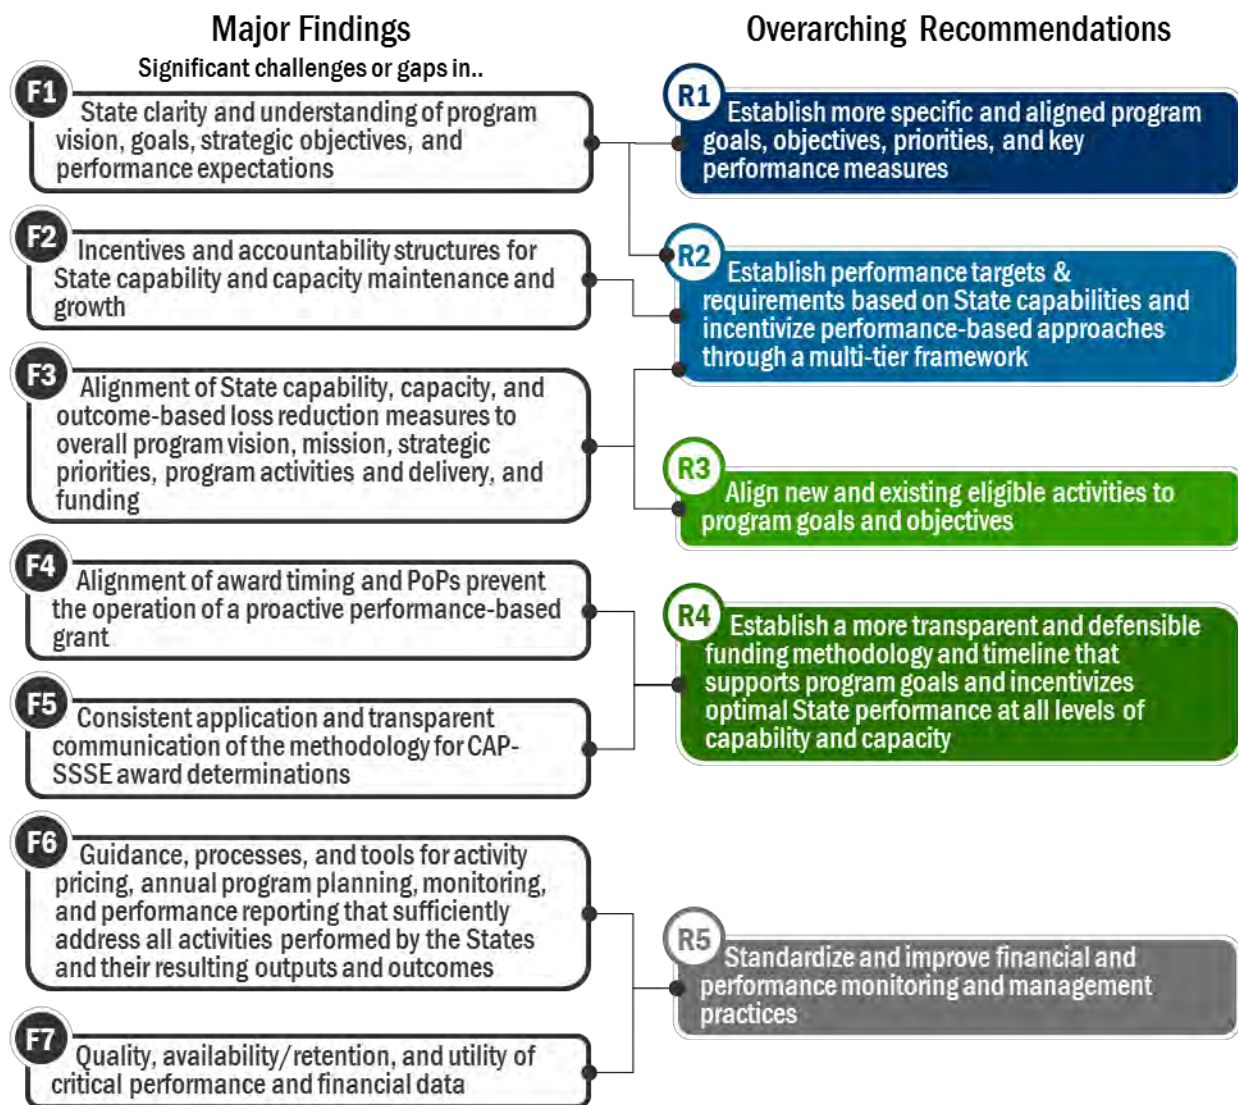 Major Findings
Significant challenges or gaps in..
F1
State clarity and understanding of program
vision, goals, strategic objectives, and
performance expectations
F2
Incentives and accountability structures for
State capability and capacity maintenance and
growth
F3
Alignment of State capability, capacity, and
outcome-based loss reduction measures to
overall program vision, mission, strategic
priorities, program activities and delivery, and
funding
F4
Alignment of award timing and PoPs prevent
the operation of a proactive performance-based
grant
F5
Consistent application and transparent
communication of the methodology for CAP-
SSSE award determinations
F6
Guidance, processes, and tools for activity
pricing, annual program planning, monitoring,
and performance reporting that sufficiently
address all activities performed by the States
and their resulting outputs and outcomes
F7
Quality, availability/retention, and utility of
critical performance and financial data
Overarching Recommendations
R1
Establish more specific and aligned program
goals, objectives, priorities, and key
performance measures
R2
Establish performance targets &
requirements based on State capabilities and
incentivize performance-based approaches
through a multi-tier framework
R3
Align new and existing eligible activities to
program goals and objectives
R4
Establish a more transparent and defensible
funding methodology and timeline that
supports program goals and incentivizes
optimal State performance at all levels of
capability and capacity
R5
Standardize and improve financial and
performance monitoring and management
practices